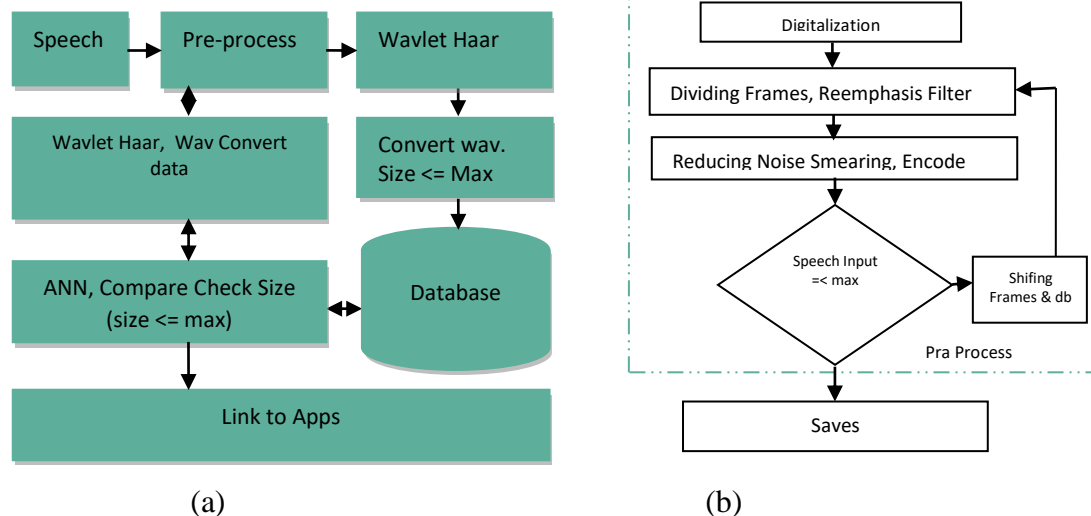 Speech
Pre-process
Wavlet Haar
Wavlet Haar, Wav Convert
data
Convert wav.
Size <= Max
ANN, Compare Check Size
(size <= max)
Database
Link to Apps
(a)
Digitalization
Dividing Frames, Reemphasis Filter
Reducing Noise Smearing, Encode
Speech Input
=< max
Shifing
Frames & db
Pra Process
Saves
(b)